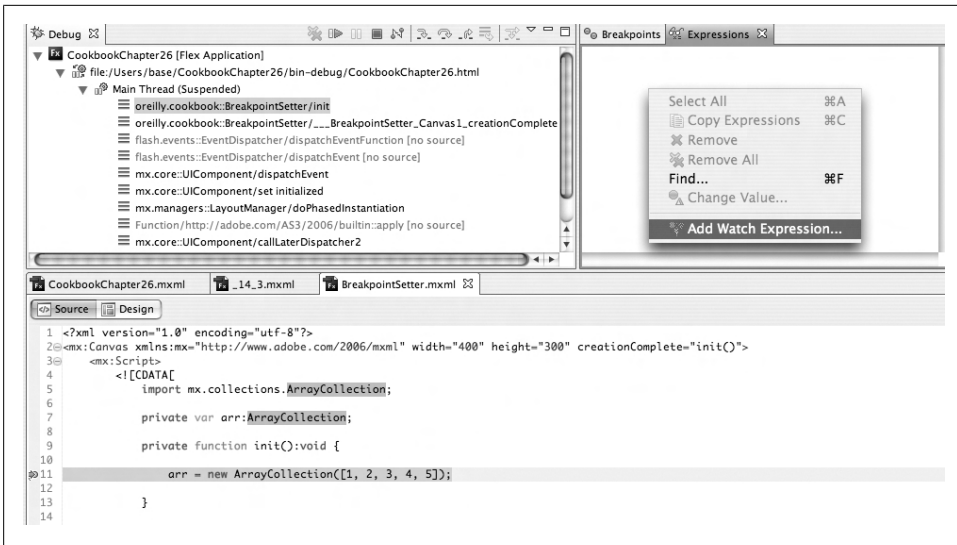 Debug
CookbookChapter26 [Flex Application]
file:/Users/base/CookbookChapter26/bin-debug/CookbookChapter26.html
Main Thread (Suspended)
oreilly.cookbook::BreakpointSetter/init
oreilly.cookbook::BreakpointSetter/___BreakpointSetter_Canvas1_creationComplete
flash.events::EventDispatcher/dispatchEventFunction [no source]
flash.events::EventDispatcher/dispatchEvent [no source]
mx.core::UIComponent/dispatchEvent
mx.core::UIComponent/set initialized
mx.managers::LayoutManager/doPhasedInstantiation
Function/http://adobe.com/AS3/2006/builtin::apply [no source]
mx.core::UIComponent/callLaterDispatcher2
Breakpoints Expressions
Select All ⌘A
Copy Expressions ⌘C
Remove
Remove All
Find... ⌘F
Change Value...
Add Watch Expression...
CookbookChapter26.mxml _14_3.mxml BreakpointSetter.mxml
Source Design
1 <?xml version="1.0" encoding="utf-8"?>
2 <mx:Canvas xmlns:mx="http://www.adobe.com/2006/mxml" width="400" height="300" creationComplete="init()">
3 <mx:Script>
4 <![CDATA[
5 import mx.collections.ArrayCollection;
6
7 private var arr:ArrayCollection;
8
9 private function init():void {
10
11 arr = new ArrayCollection([1, 2, 3, 4, 5]);
12
13 }
14